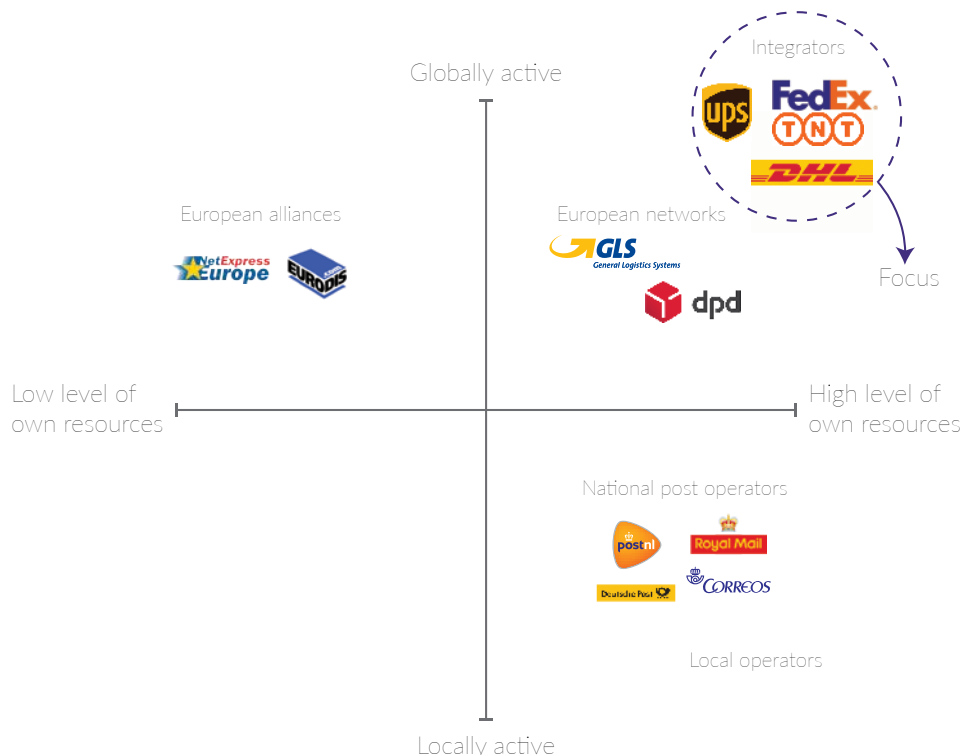 Integrators
Globally active
ups
FedEx®
TNT
DHL
European alliances
European networks
NetExpress
Europe
EURODIS
.com
GLS
General Logistics Systems
Focus
dpd
Low level of
own resources
High level of
own resources
National post operators
postnl
Royal Mail
Deutsche Post
CORREOS
Local operators
Locally active